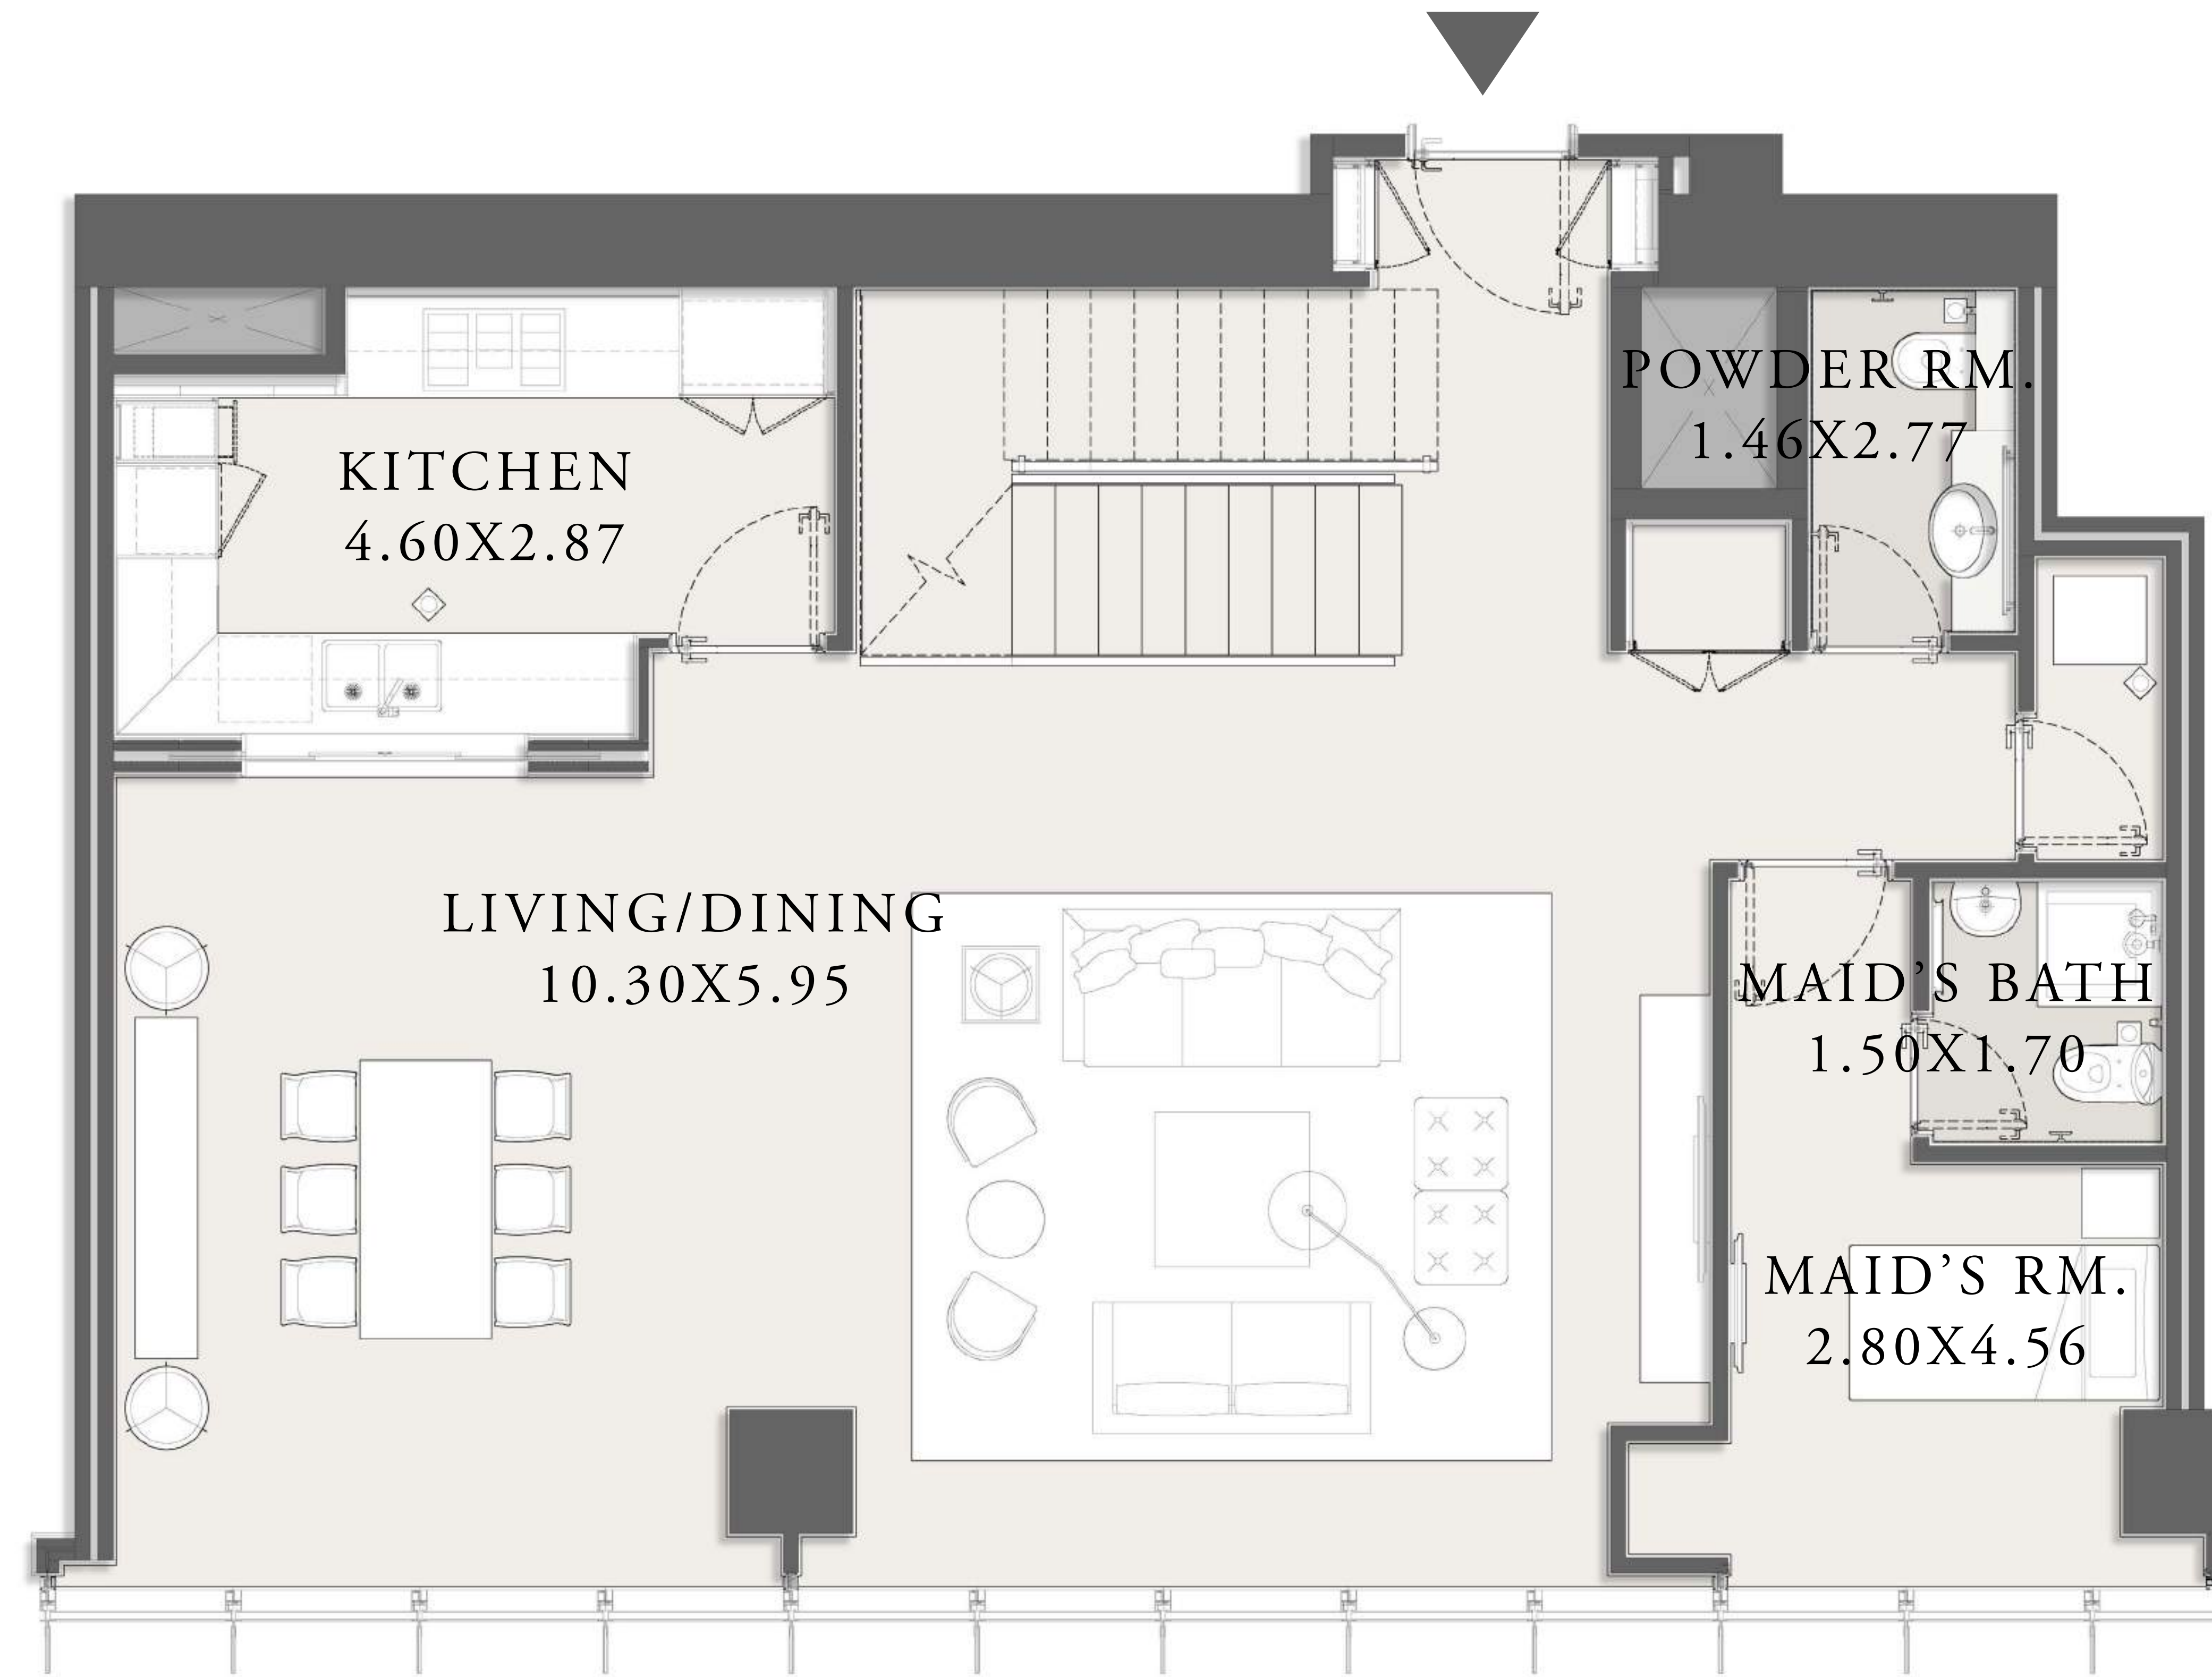 POWDER RM.
1.46X2.77
KITCHEN
4.60X2.87
LIVING/DINING
10.30X5.95
MAID’S BATH
1.50X1.70
MAID’S RM.
2.80X4.56